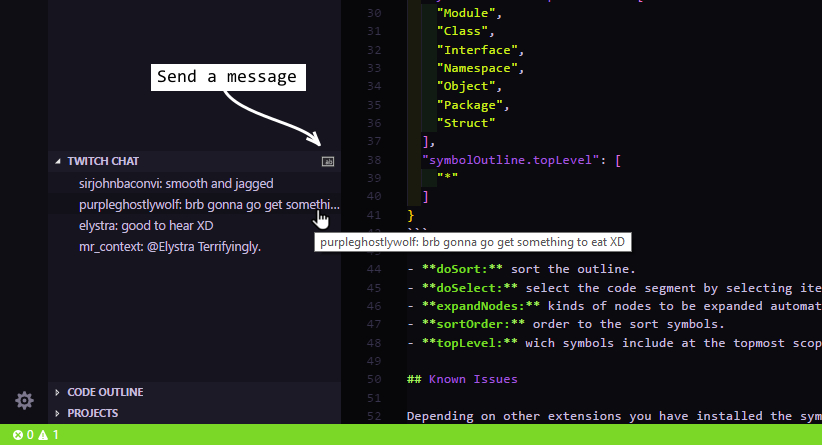 Send a message
TWITCH CHAT
sirjohnbaconvi: smooth and jagged
purpleghostlywolf: brb gonna go get somethi...
elystra: good to hear XD
mr_context: @Elystra Terrifyingly.
purpleghostlywolf: brb gonna go get something to eat XD
CODE OUTLINE
PROJECTS
30 "Module",
31 "Class",
32 "Interface",
33 "Namespace",
34 "Object",
35 "Package",
36 "Struct"
37 ],
38 "symbolOutline.topLevel": [
39 "*"
40 ]
41 }
```
44 - **doSort:** sort the outline.
45 - **doSelect:** select the code segment by selecting ite
46 - **expandNodes:** kinds of nodes to be expanded automat
47 - **sortOrder:** order to the sort symbols.
48 - **topLevel:** wich symbols include at the topmost scop
49
50 ## Known Issues
51
52 Depending on other extensions you have installed the sym
0 1